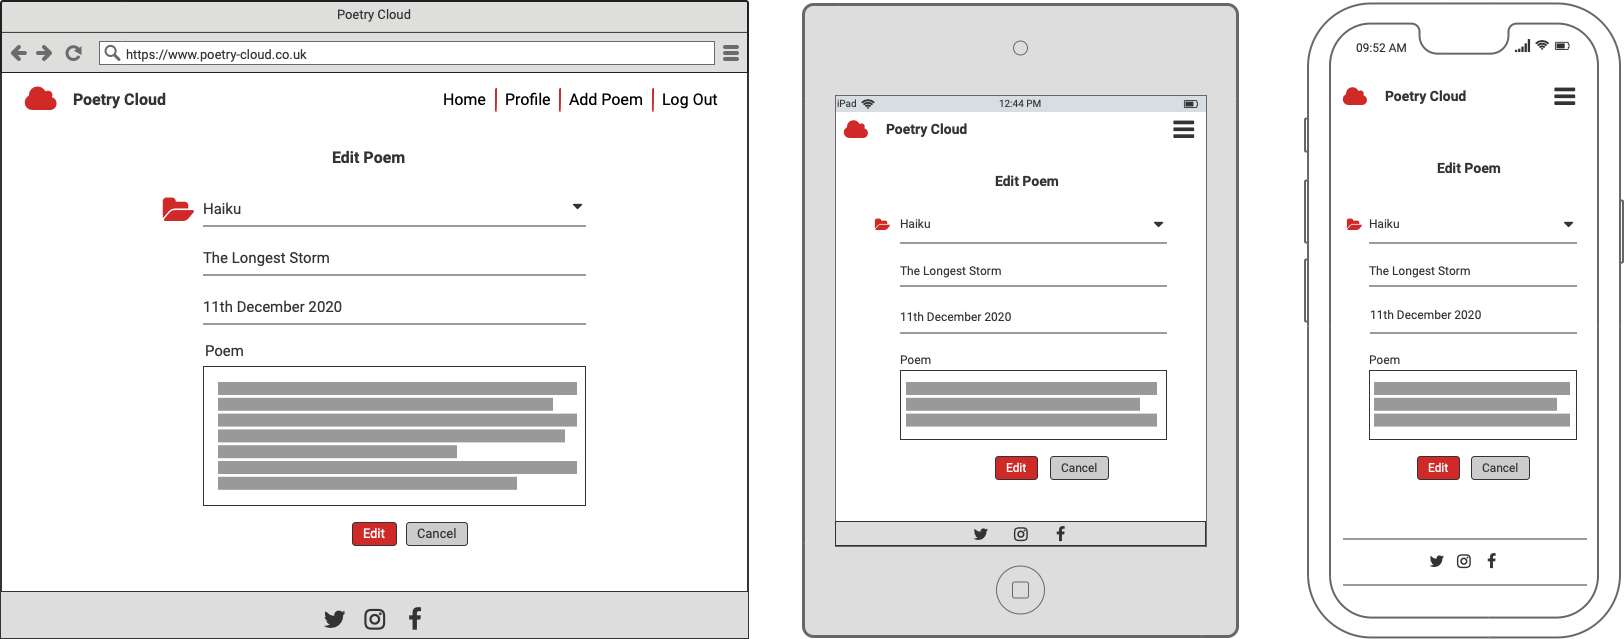 Poetry Cloud
https://www.poetry-cloud.co.uk
Poetry Cloud
Home Profile Add Poem Log Out
Edit Poem
Haiku
The Longest Storm
11th December 2020
Poem
Edit Cancel
iPad 12:44 PM
Poetry Cloud
Edit Poem
Haiku
The Longest Storm
11th December 2020
Poem
Edit Cancel
09:52 AM
Poetry Cloud
Edit Poem
Haiku
The Longest Storm
11th December 2020
Poem
Edit Cancel